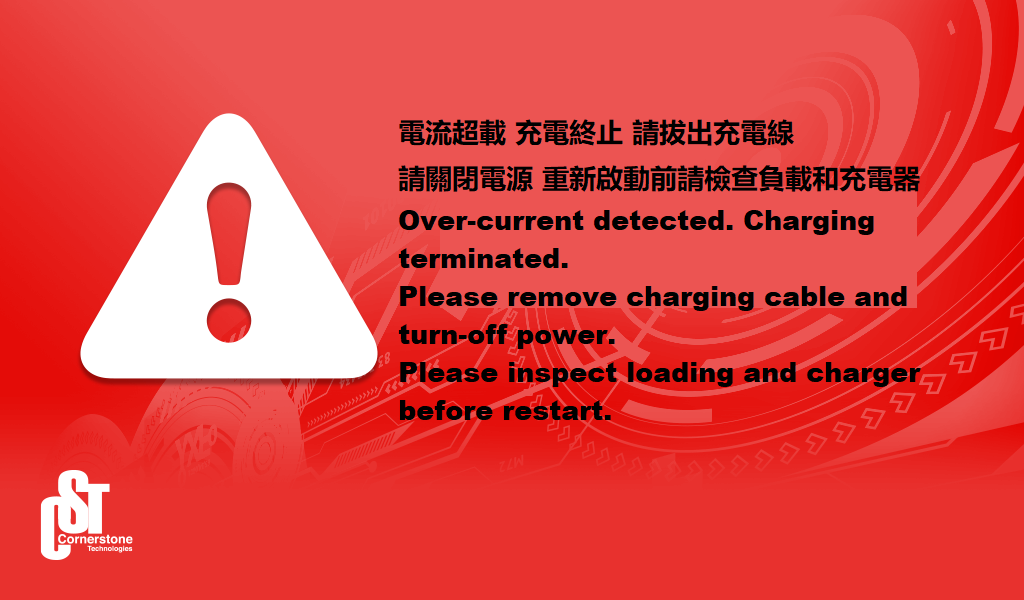 電流超載 充電終止 請拔出充電線
請關閉電源 重新啟動前請檢查負載和充電器
Over-current detected. Charging
terminated.
Please remove charging cable and
turn-off power.
Please inspect loading and charger
before restart.
CST
Cornerstone
Technologies